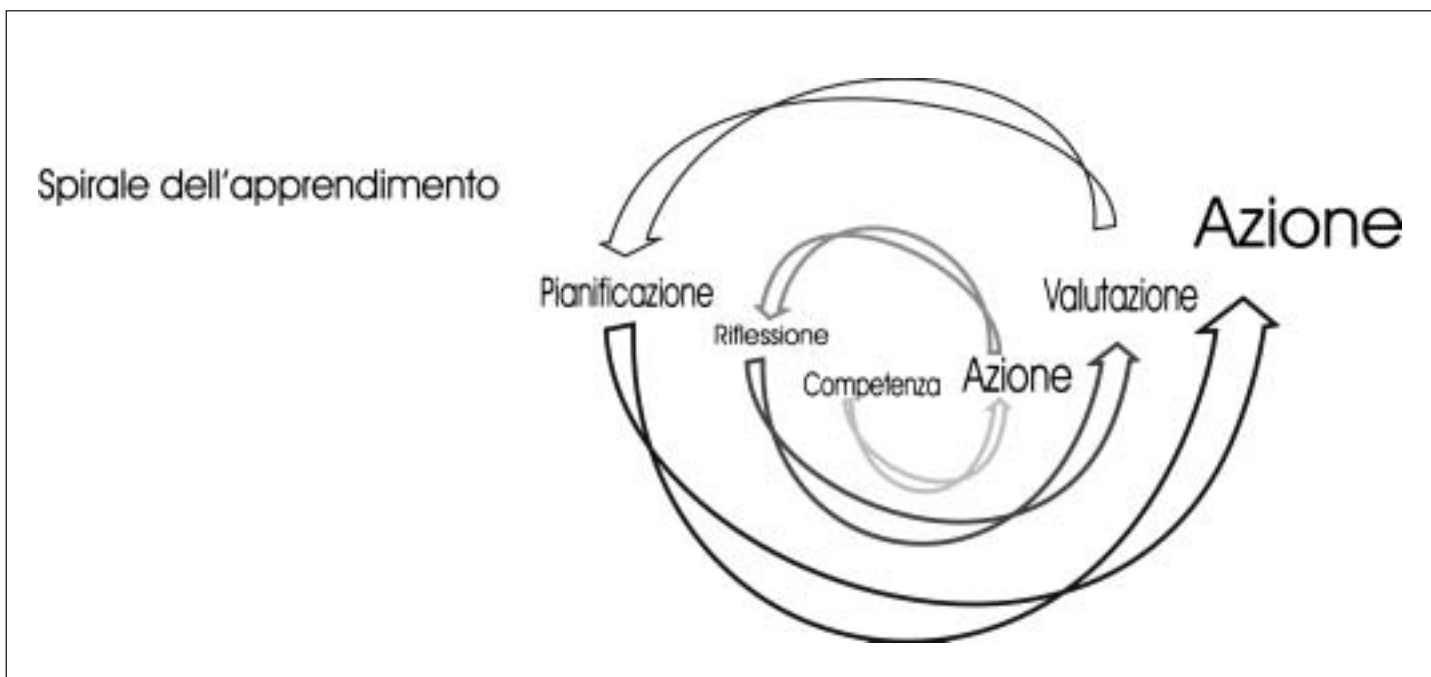 Spirale dell'apprendimento
Azione
Pianificazione
Valutazione
Riflessione
Competenza
Azione